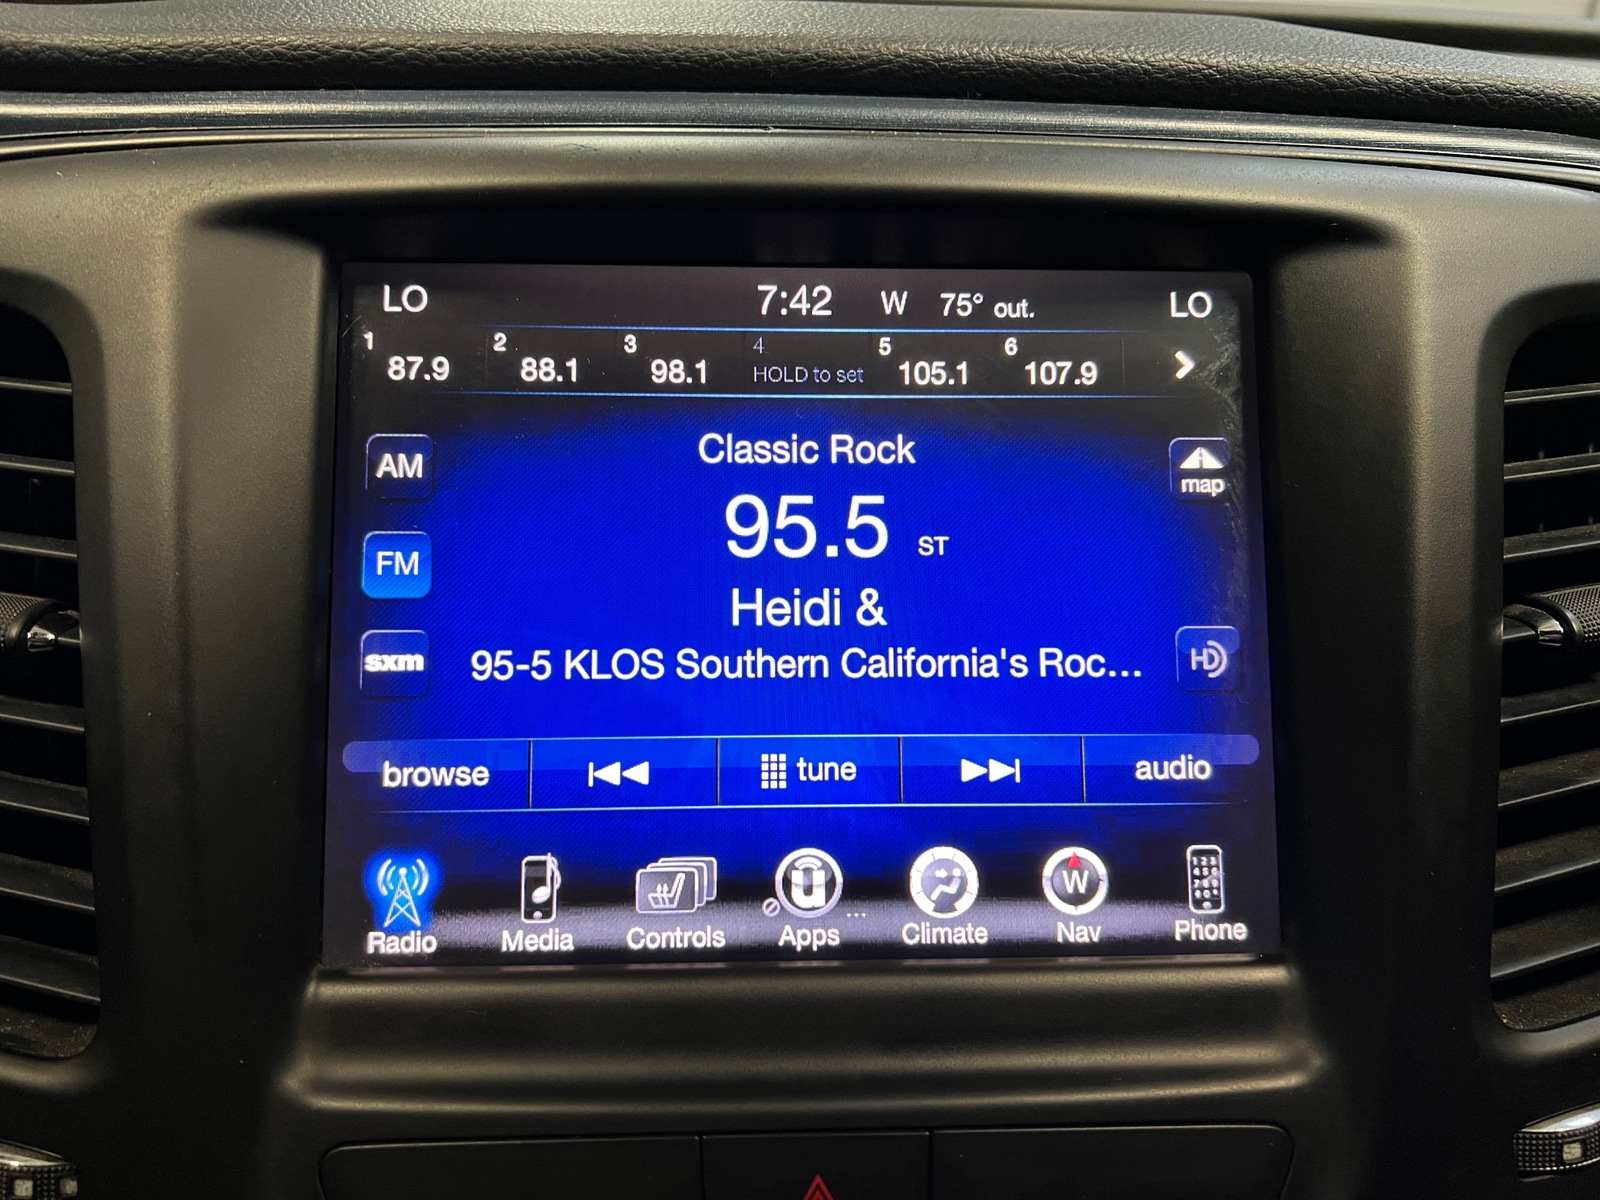 LO 7:42 W 75° out. LO
1 87.9 2 88.1 3 98.1 4 HOLD to set 5 105.1 6 107.9
Classic Rock
AM
map
95.5 ST
FM
Heidi &
sxm
95-5 KLOS Southern California's Roc...
HD
browse tune audio
W
Radio Media Controls Apps ... Climate Nav Phone